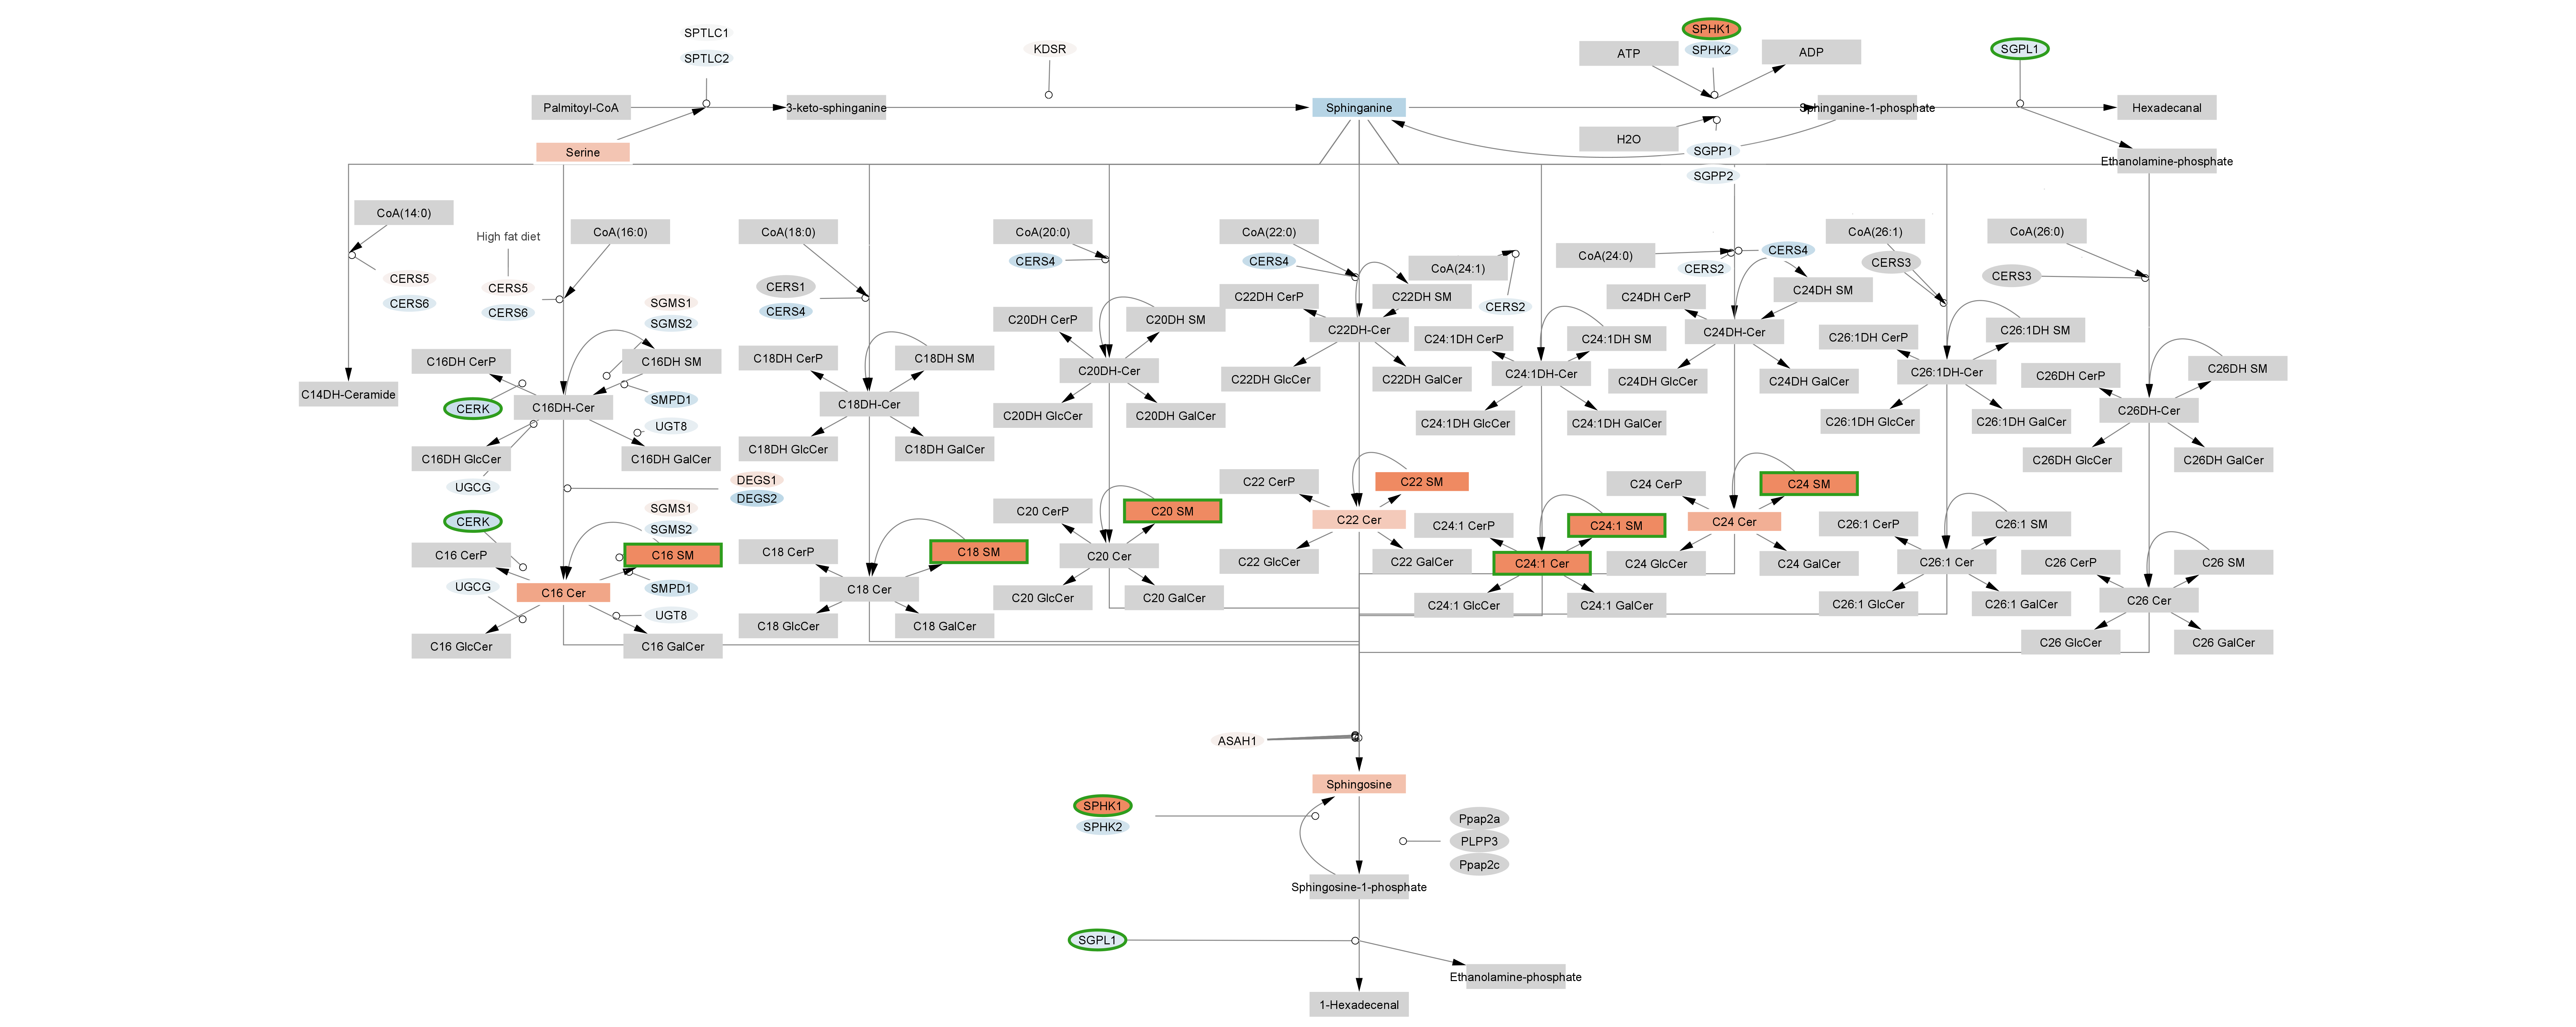 SPTLC1
SPTLC2
KDSR
SPHK1
SPHK2
ATP
ADP
SGPL1
Palmitoyl-CoA
3-keto-sphinganine
Sphinganine
Sphinganine-1-phosphate
Hexadecanal
H2O
Serine
SGPP1
SGPP2
Ethanolamine-phosphate
CoA(14:0)
CoA(16:0)
CoA(18:0)
CoA(20:0)
CoA(22:0)
CoA(24:1)
CoA(24:0)
CoA(26:1)
CoA(26:0)
High fat diet
CERS5
CERS6
CERS5
CERS6
CERS1
CERS4
CERS4
CERS4
CERS2
CERS2
CERS4
CERS3
CERS3
C14DH-Ceramide
SGMS1
SGMS2
C16DH CerP
C16DH SM
CERK
C16DH-Cer
SMPD1
UGT8
C16DH GlcCer
C16DH GalCer
UGCG
C18DH CerP
C18DH SM
C18DH-Cer
C18DH GlcCer
C18DH GalCer
C20DH CerP
C20DH SM
C20DH-Cer
C20DH GlcCer
C20DH GalCer
C22DH CerP
C22DH SM
C22DH-Cer
C22DH GlcCer
C22DH GalCer
C24:1DH CerP
C24:1DH SM
C24:1DH-Cer
C24:1DH GlcCer
C24:1DH GalCer
C24DH CerP
C24DH SM
C24DH-Cer
C24DH GlcCer
C24DH GalCer
C26:1DH CerP
C26:1DH SM
C26:1DH-Cer
C26:1DH GlcCer
C26:1DH GalCer
C26DH CerP
C26DH SM
C26DH-Cer
C26DH GlcCer
C26DH GalCer
DEGS1
DEGS2
SGMS1
SGMS2
CERK
C16 CerP
C16 SM
UGCG
C16 Cer
SMPD1
UGT8
C16 GlcCer
C16 GalCer
C18 CerP
C18 SM
C18 Cer
C18 GlcCer
C18 GalCer
C20 CerP
C20 SM
C20 Cer
C20 GlcCer
C20 GalCer
C22 CerP
C22 SM
C22 Cer
C22 GlcCer
C22 GalCer
C24:1 CerP
C24:1 SM
C24:1 Cer
C24:1 GlcCer
C24:1 GalCer
C24 CerP
C24 SM
C24 Cer
C24 GlcCer
C24 GalCer
C26:1 CerP
C26:1 SM
C26:1 Cer
C26:1 GlcCer
C26:1 GalCer
C26 CerP
C26 SM
C26 Cer
C26 GlcCer
C26 GalCer
ASAH1
Sphingosine
SPHK1
SPHK2
Ppap2a
PLPP3
Ppap2c
Sphingosine-1-phosphate
SGPL1
Ethanolamine-phosphate
1-Hexadecenal